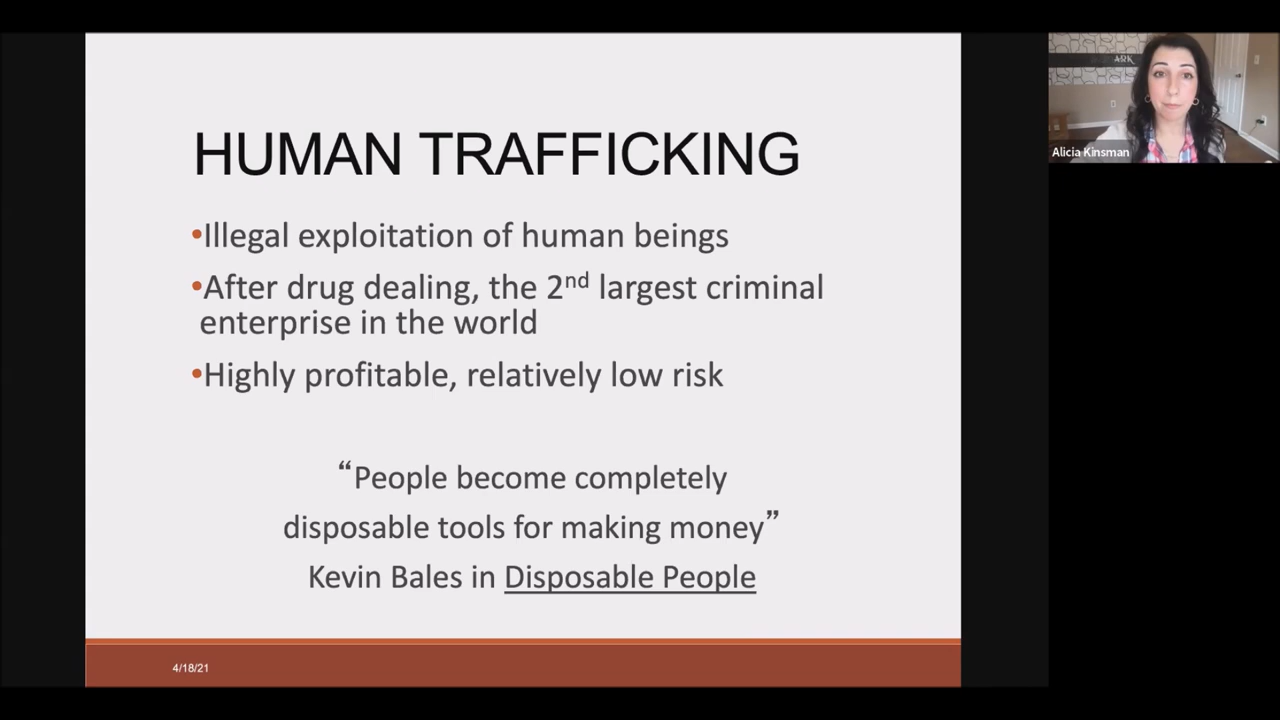 HUMAN TRAFFICKING
•Illegal exploitation of human beings
•After drug dealing, the 2nd largest criminal
enterprise in the world
•Highly profitable, relatively low risk
“People become completely
disposable tools for making money”
Kevin Bales in Disposable People
4/18/21
ARK
Alicia Kinsman